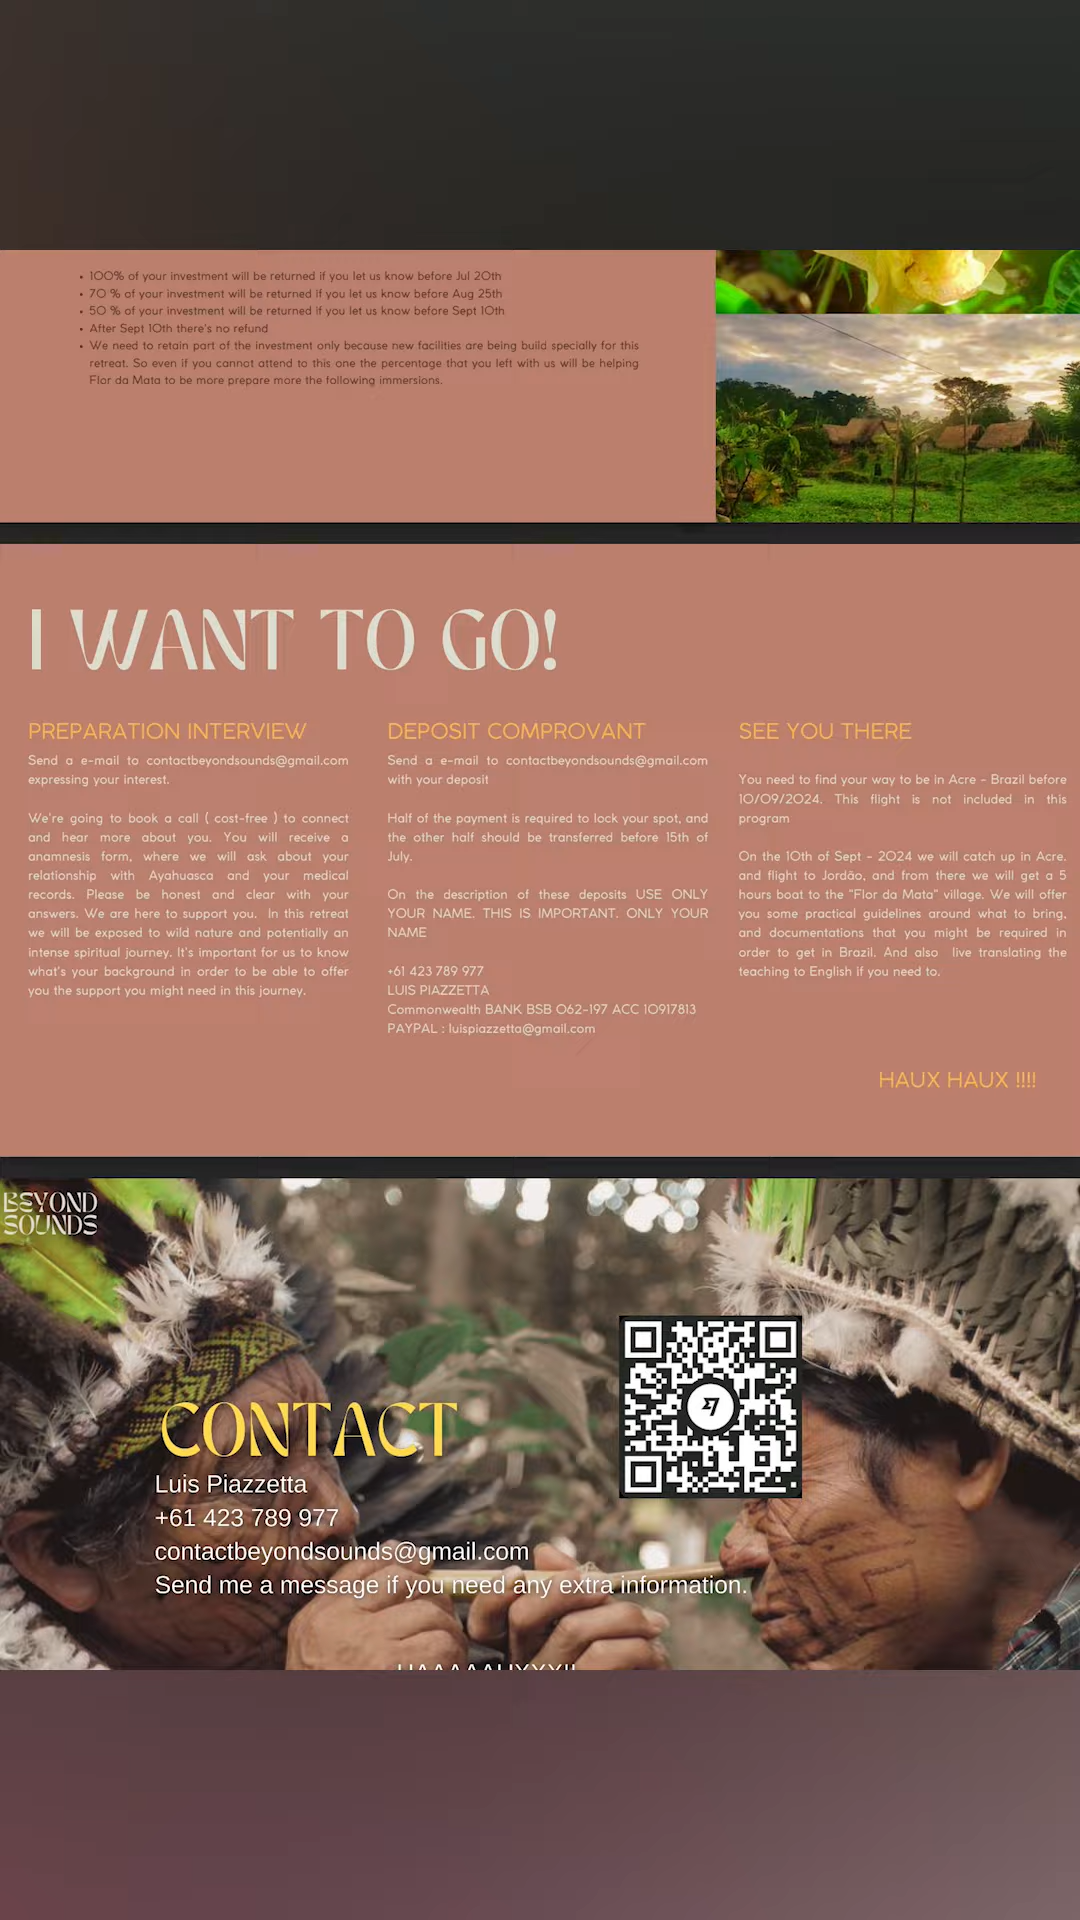 • 100% of your investment will be returned if you let us know before Jul 20th
• 70 % of your investment will be returned if you let us know before Aug 25th
• 50 % of your investment will be returned if you let us know before Sept 10th
• After Sept 10th there's no refund
• We need to retain part of the investment only because new facilities are being build specially for this
retreat. So even if you cannot attend to this one the percentage that you left with us will be helping
Flor da Mata to be more prepare more the following immersions.
I WANT TO GO!
PREPARATION INTERVIEW
Send a e-mail to contactbeyondsounds@gmail.com
expressing your interest.
We're going to book a call ( cost-free ) to connect
and hear more about you. You will receive a
anamnesis form, where we will ask about your
relationship with Ayahuasca and your medical
records. Please be honest and clear with your
answers. We are here to support you. In this retreat
we will be exposed to wild nature and potentially an
intense spiritual journey. It's important for us to know
what's your background in order to be able to offer
you the support you might need in this journey.
DEPOSIT COMPROVANT
Send a e-mail to contactbeyondsounds@gmail.com
with your deposit
Half of the payment is required to lock your spot, and
the other half should be transferred before 15th of
July.
On the description of these deposits USE ONLY
YOUR NAME. THIS IS IMPORTANT. ONLY YOUR
NAME
+61 423 789 977
LUIS PIAZZETTA
Commonwealth BANK BSB 062-197 ACC 10917813
PAYPAL : luispiazzetta@gmail.com
SEE YOU THERE
You need to find your way to be in Acre - Brazil before
10/09/2024. This flight is not included in this
program
On the 10th of Sept - 2024 we will catch up in Acre.
and flight to Jordão, and from there we will get a 5
hours boat to the "Flor da Mata" village. We will offer
you some practical guidelines around what to bring,
and documentations that you might be required in
order to get in Brazil. And also live translating the
teaching to English if you need to.
HAUX HAUX !!!!
BEYOND
SOUNDS
CONTACT
Luis Piazzetta
+61 423 789 977
contactbeyondsounds@gmail.com
Send me a message if you need any extra information.